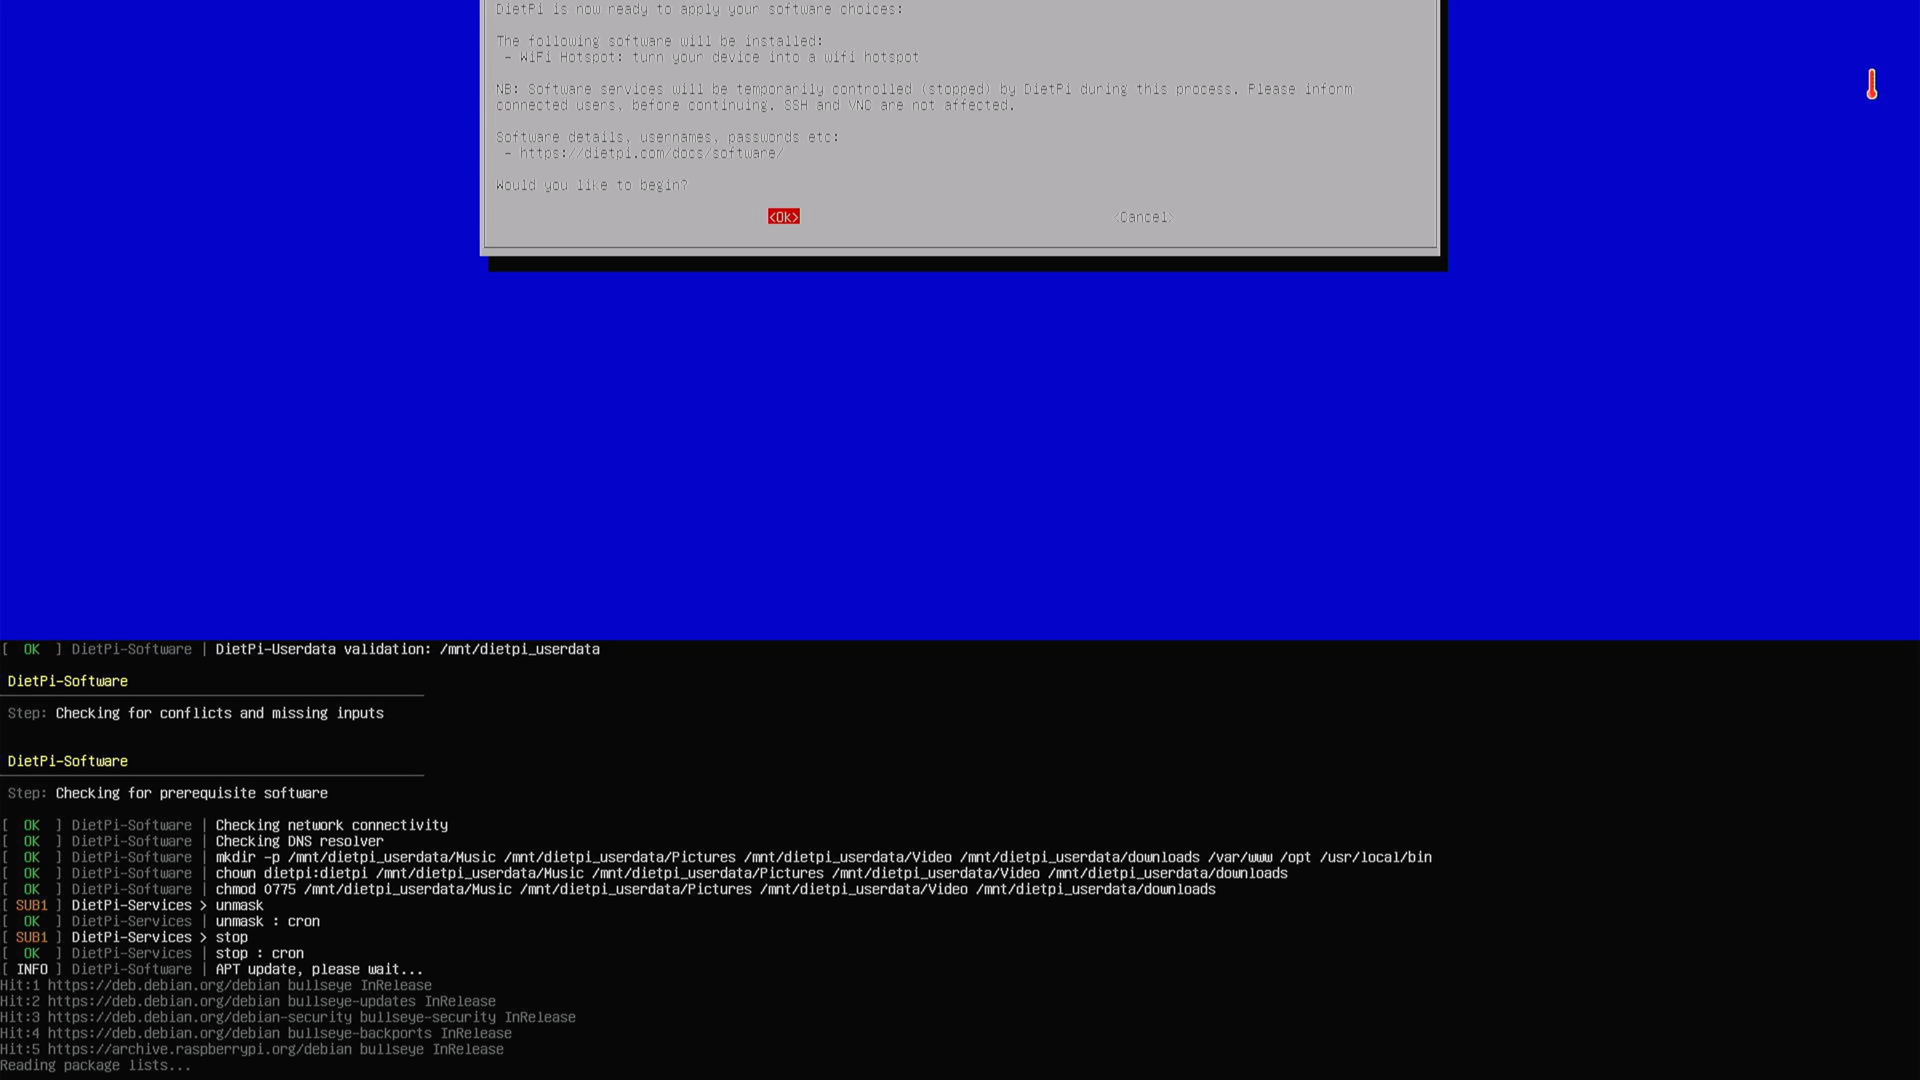 DietPi is now ready to apply your software choices:
The following software will be installed:
- WiFi Hotspot: turn your device into a wifi hotspot
NB: Software services will be temporarily controlled (stopped) by DietPi during this process. Please inform
connected users, before continuing. SSH and VNC are not affected.
Software details, usernames, passwords etc:
- https://dietpi.com/docs/software/
Would you like to begin?
<Ok> <Cancel>
[ OK ] DietPi-Software | DietPi-Userdata validation: /mnt/dietpi_userdata
DietPi-Software
Step: Checking for conflicts and missing inputs
DietPi-Software
Step: Checking for prerequisite software
[ OK ] DietPi-Software | Checking network connectivity
[ OK ] DietPi-Software | Checking DNS resolver
[ OK ] DietPi-Software | mkdir -p /mnt/dietpi_userdata/Music /mnt/dietpi_userdata/Pictures /mnt/dietpi_userdata/Video /mnt/dietpi_userdata/downloads /var/www /opt /usr/local/bin
[ OK ] DietPi-Software | chown dietpi:dietpi /mnt/dietpi_userdata/Music /mnt/dietpi_userdata/Pictures /mnt/dietpi_userdata/Video /mnt/dietpi_userdata/downloads
[ OK ] DietPi-Software | chmod 0775 /mnt/dietpi_userdata/Music /mnt/dietpi_userdata/Pictures /mnt/dietpi_userdata/Video /mnt/dietpi_userdata/downloads
[ SUB1 ] DietPi-Services > unmask
[ OK ] DietPi-Services | unmask : cron
[ SUB1 ] DietPi-Services > stop
[ OK ] DietPi-Services | stop : cron
[ INFO ] DietPi-Software | APT update, please wait...
Hit:1 https://deb.debian.org/debian bullseye InRelease
Hit:2 https://deb.debian.org/debian bullseye-updates InRelease
Hit:3 https://deb.debian.org/debian-security bullseye-security InRelease
Hit:4 https://deb.debian.org/debian bullseye-backports InRelease
Hit:5 https://archive.raspberrypi.org/debian bullseye InRelease
Reading package lists...